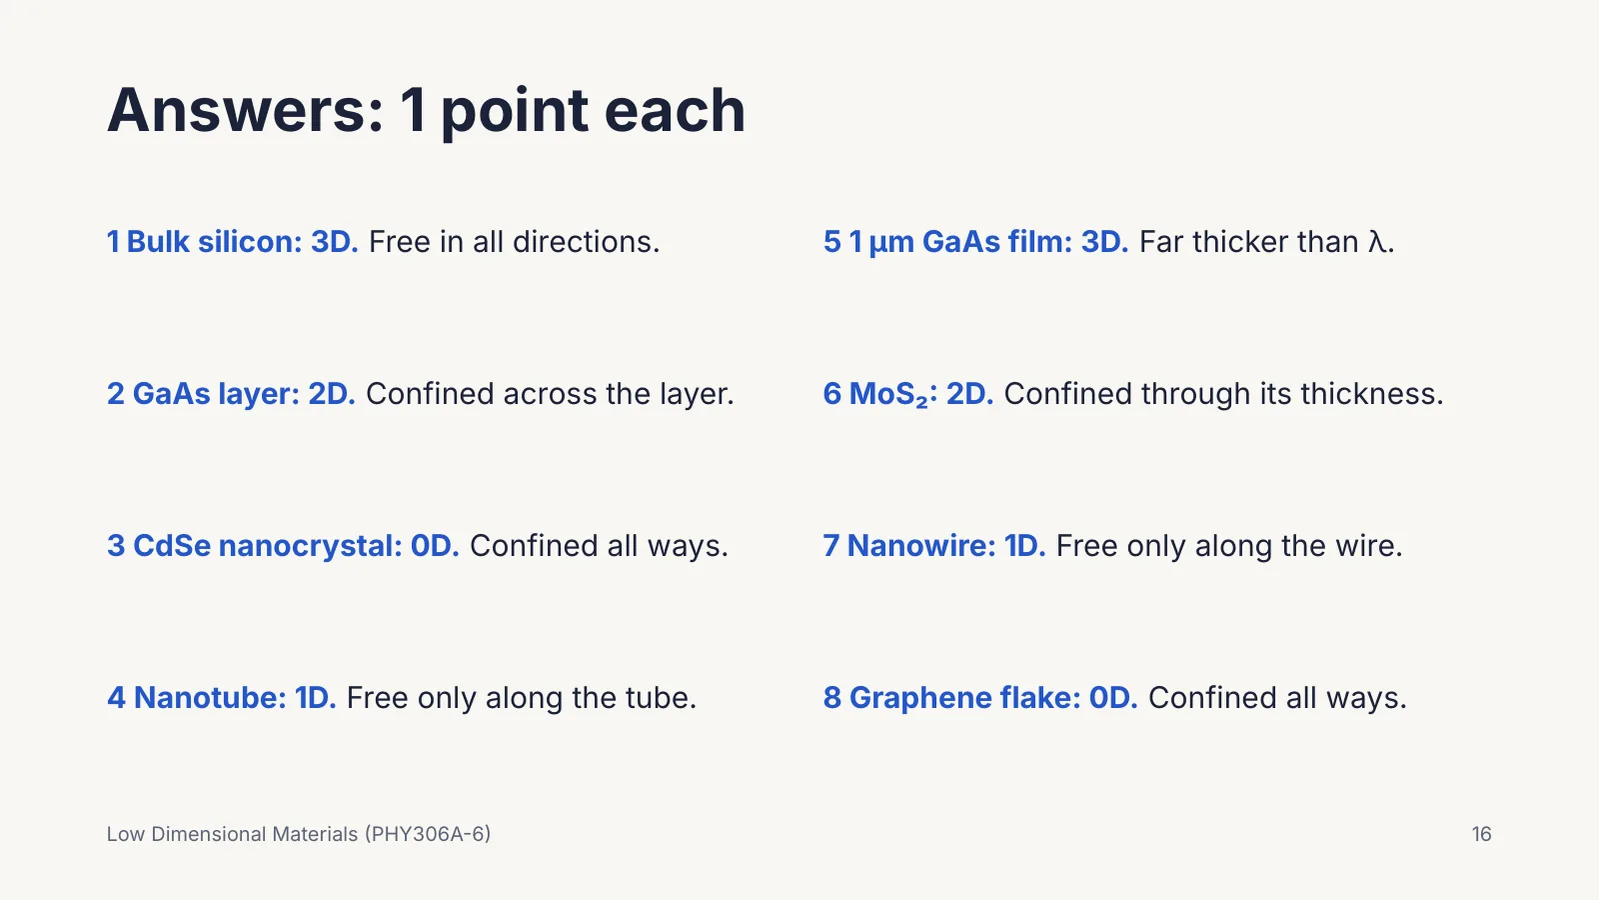 Answers: 1 point each
1 Bulk silicon: 3D. Free in all directions.
2 GaAs layer: 2D. Confined across the layer.
3 CdSe nanocrystal: 0D. Confined all ways.
4 Nanotube: 1D. Free only along the tube.
5 1 μm GaAs film: 3D. Far thicker than λ.
6 MoS₂: 2D. Confined through its thickness.
7 Nanowire: 1D. Free only along the wire.
8 Graphene flake: 0D. Confined all ways.
Low Dimensional Materials (PHY306A-6)
16